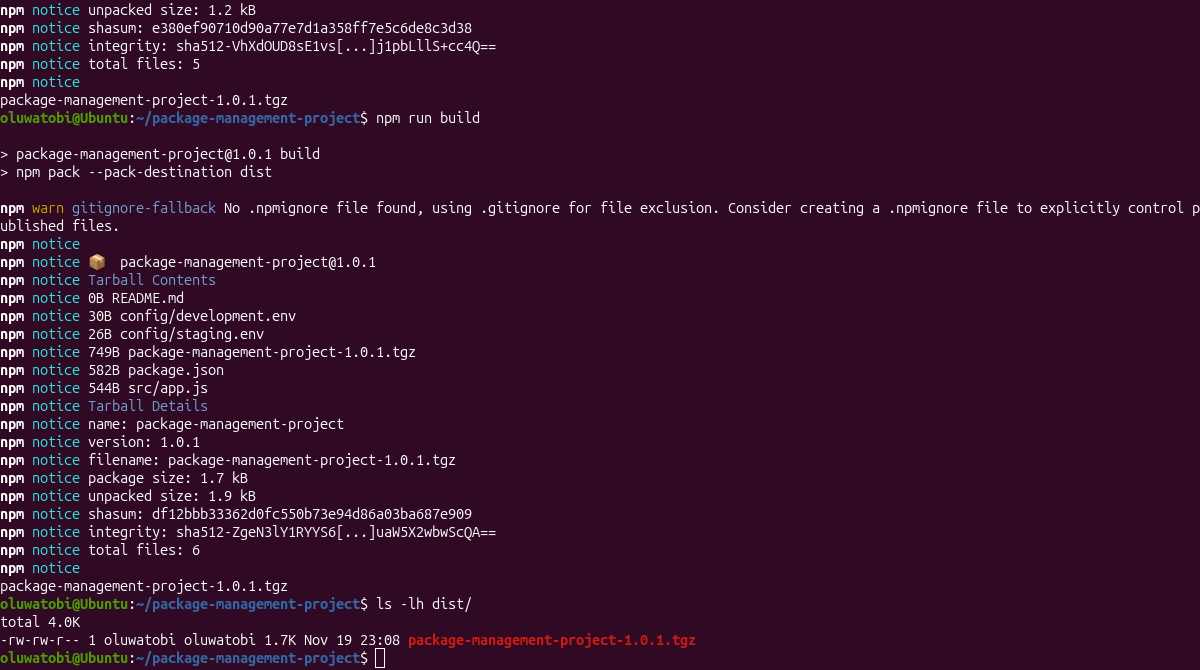 npm notice unpacked size: 1.2 kB
npm notice shasum: e380ef90710d90a77e7d1a358ff7e5c6de8c3d38
npm notice integrity: sha512-VhXdOUD8sE1vs[...]j1pbLllS+cc4Q==
npm notice total files: 5
npm notice
package-management-project-1.0.1.tgz
oluwatobi@Ubuntu:~/package-management-project$ npm run build
> package-management-project@1.0.1 build
> npm pack --pack-destination dist
npm warn gitignore-fallback No .npmignore file found, using .gitignore for file exclusion. Consider creating a .npmignore file to explicitly control p
ublished files.
npm notice
npm notice 📦 package-management-project@1.0.1
npm notice Tarball Contents
npm notice 0B README.md
npm notice 30B config/development.env
npm notice 26B config/staging.env
npm notice 749B package-management-project-1.0.1.tgz
npm notice 582B package.json
npm notice 544B src/app.js
npm notice Tarball Details
npm notice name: package-management-project
npm notice version: 1.0.1
npm notice filename: package-management-project-1.0.1.tgz
npm notice package size: 1.7 kB
npm notice unpacked size: 1.9 kB
npm notice shasum: df12bbb33362d0fc550b73e94d86a03ba687e909
npm notice integrity: sha512-ZgeN3lY1RYYS6[...]uaW5X2wbwScQA==
npm notice total files: 6
npm notice
package-management-project-1.0.1.tgz
oluwatobi@Ubuntu:~/package-management-project$ ls -lh dist/
total 4.0K
-rw-rw-r-- 1 oluwatobi oluwatobi 1.7K Nov 19 23:08 package-management-project-1.0.1.tgz
oluwatobi@Ubuntu:~/package-management-project$